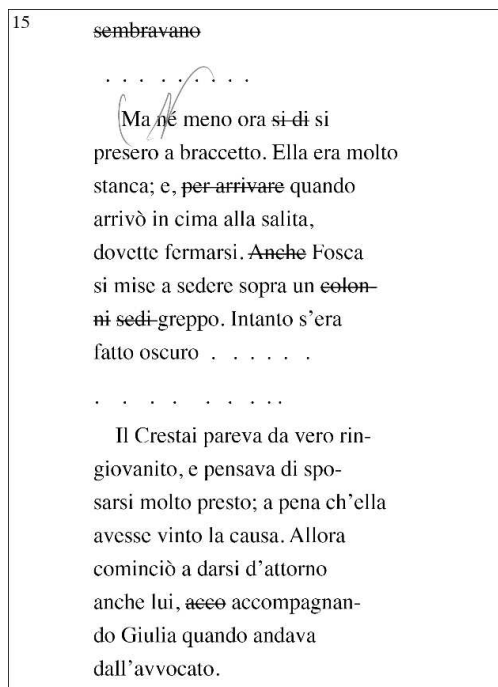 15
sembravano
. . . . . . . . .
Ma né meno ora si di si
presero a braccetto. Ella era molto
stanca; e, per arrivare quando
arrivò in cima alla salita,
dovette fermarsi. Anche Fosca
si mise a sedere sopra un colon-
ni sedi greppo. Intanto s'era
fatto oscuro . . . . . .
. . . . . . . . .
Il Crestai pareva da vero rin-
giovanito, e pensava di spo-
sarsi molto presto; a pena ch'ella
avesse vinto la causa. Allora
cominciò a darsi d'attorno
anche lui, acco accompagnan-
do Giulia quando andava
dall'avvocato.